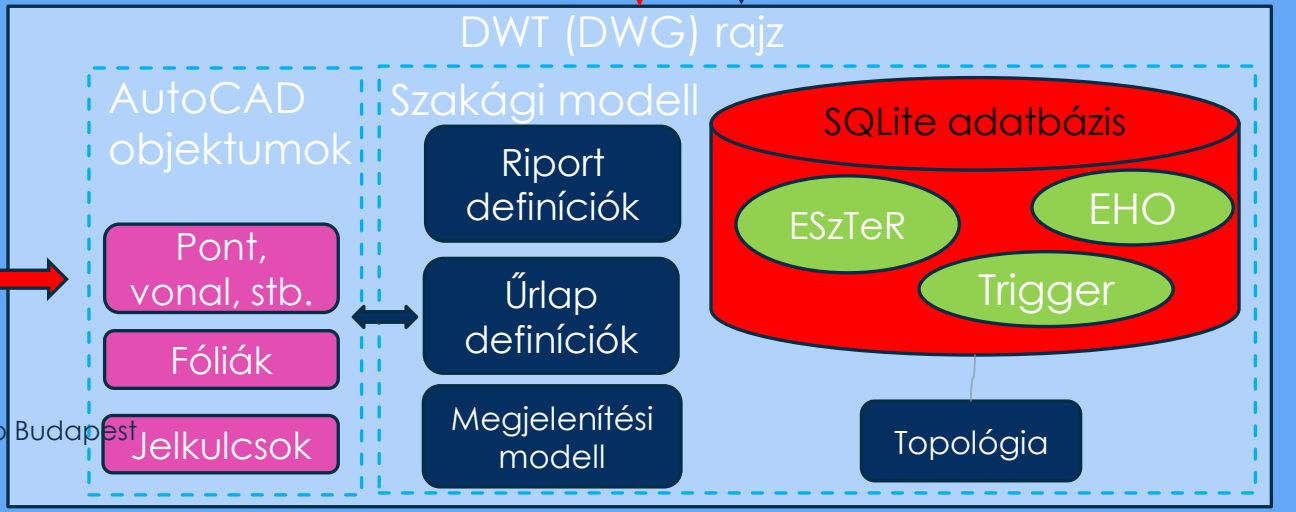 DWT (DWG) rajz
AutoCAD
objektumok
Pont,
vonal, stb.
Fóliák
Jelkulcsok
Budapest
Szakági modell
Riport
definíciók
Űrlap
definíciók
Megjelenítési
modell
SQLite adatbázis
ESzTeR
EHO
Trigger
Topológia